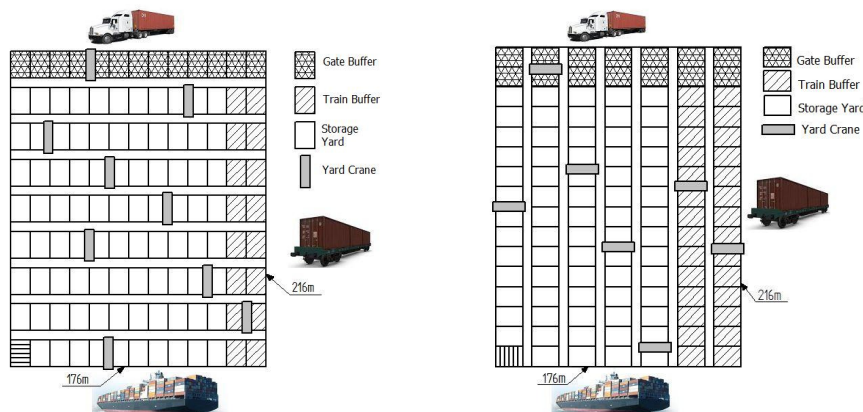 Gate Buffer
Train Buffer
Storage
Yard
Yard Crane
216m
176m
Gate Buffer
Train Buffer
Storage Yard
Yard Crane
216m
176m